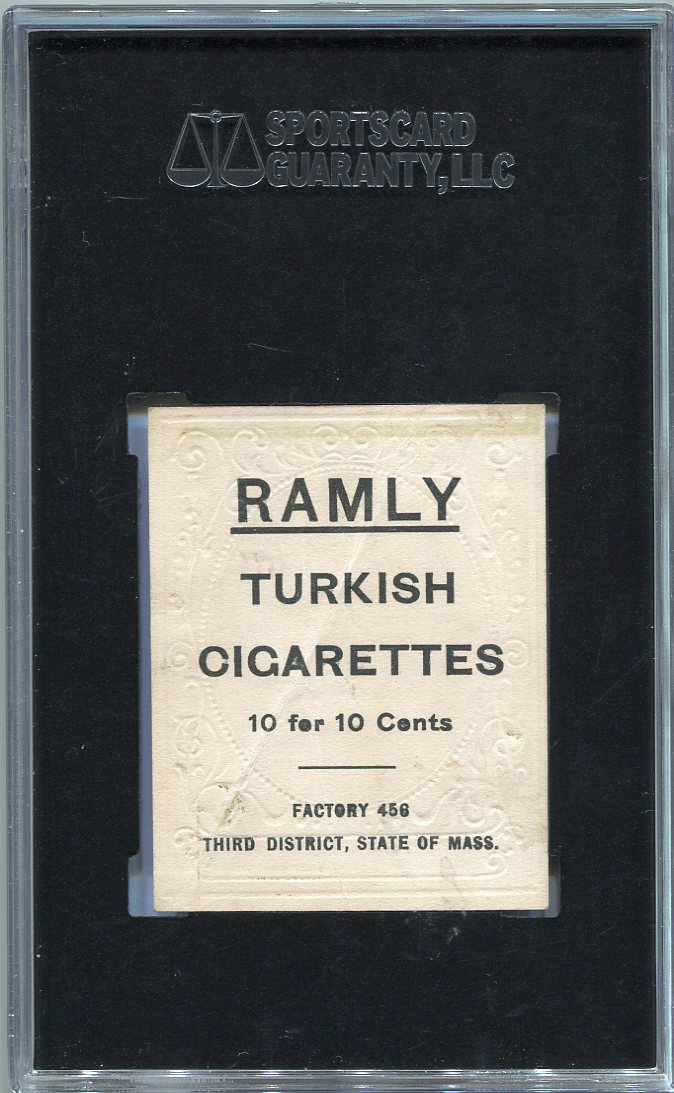 SPORTSCARD
GUARANTY, LLC
RAMLY
TURKISH
CIGARETTES
10 for 10 Cents
FACTORY 456
THIRD DISTRICT, STATE OF MASS.